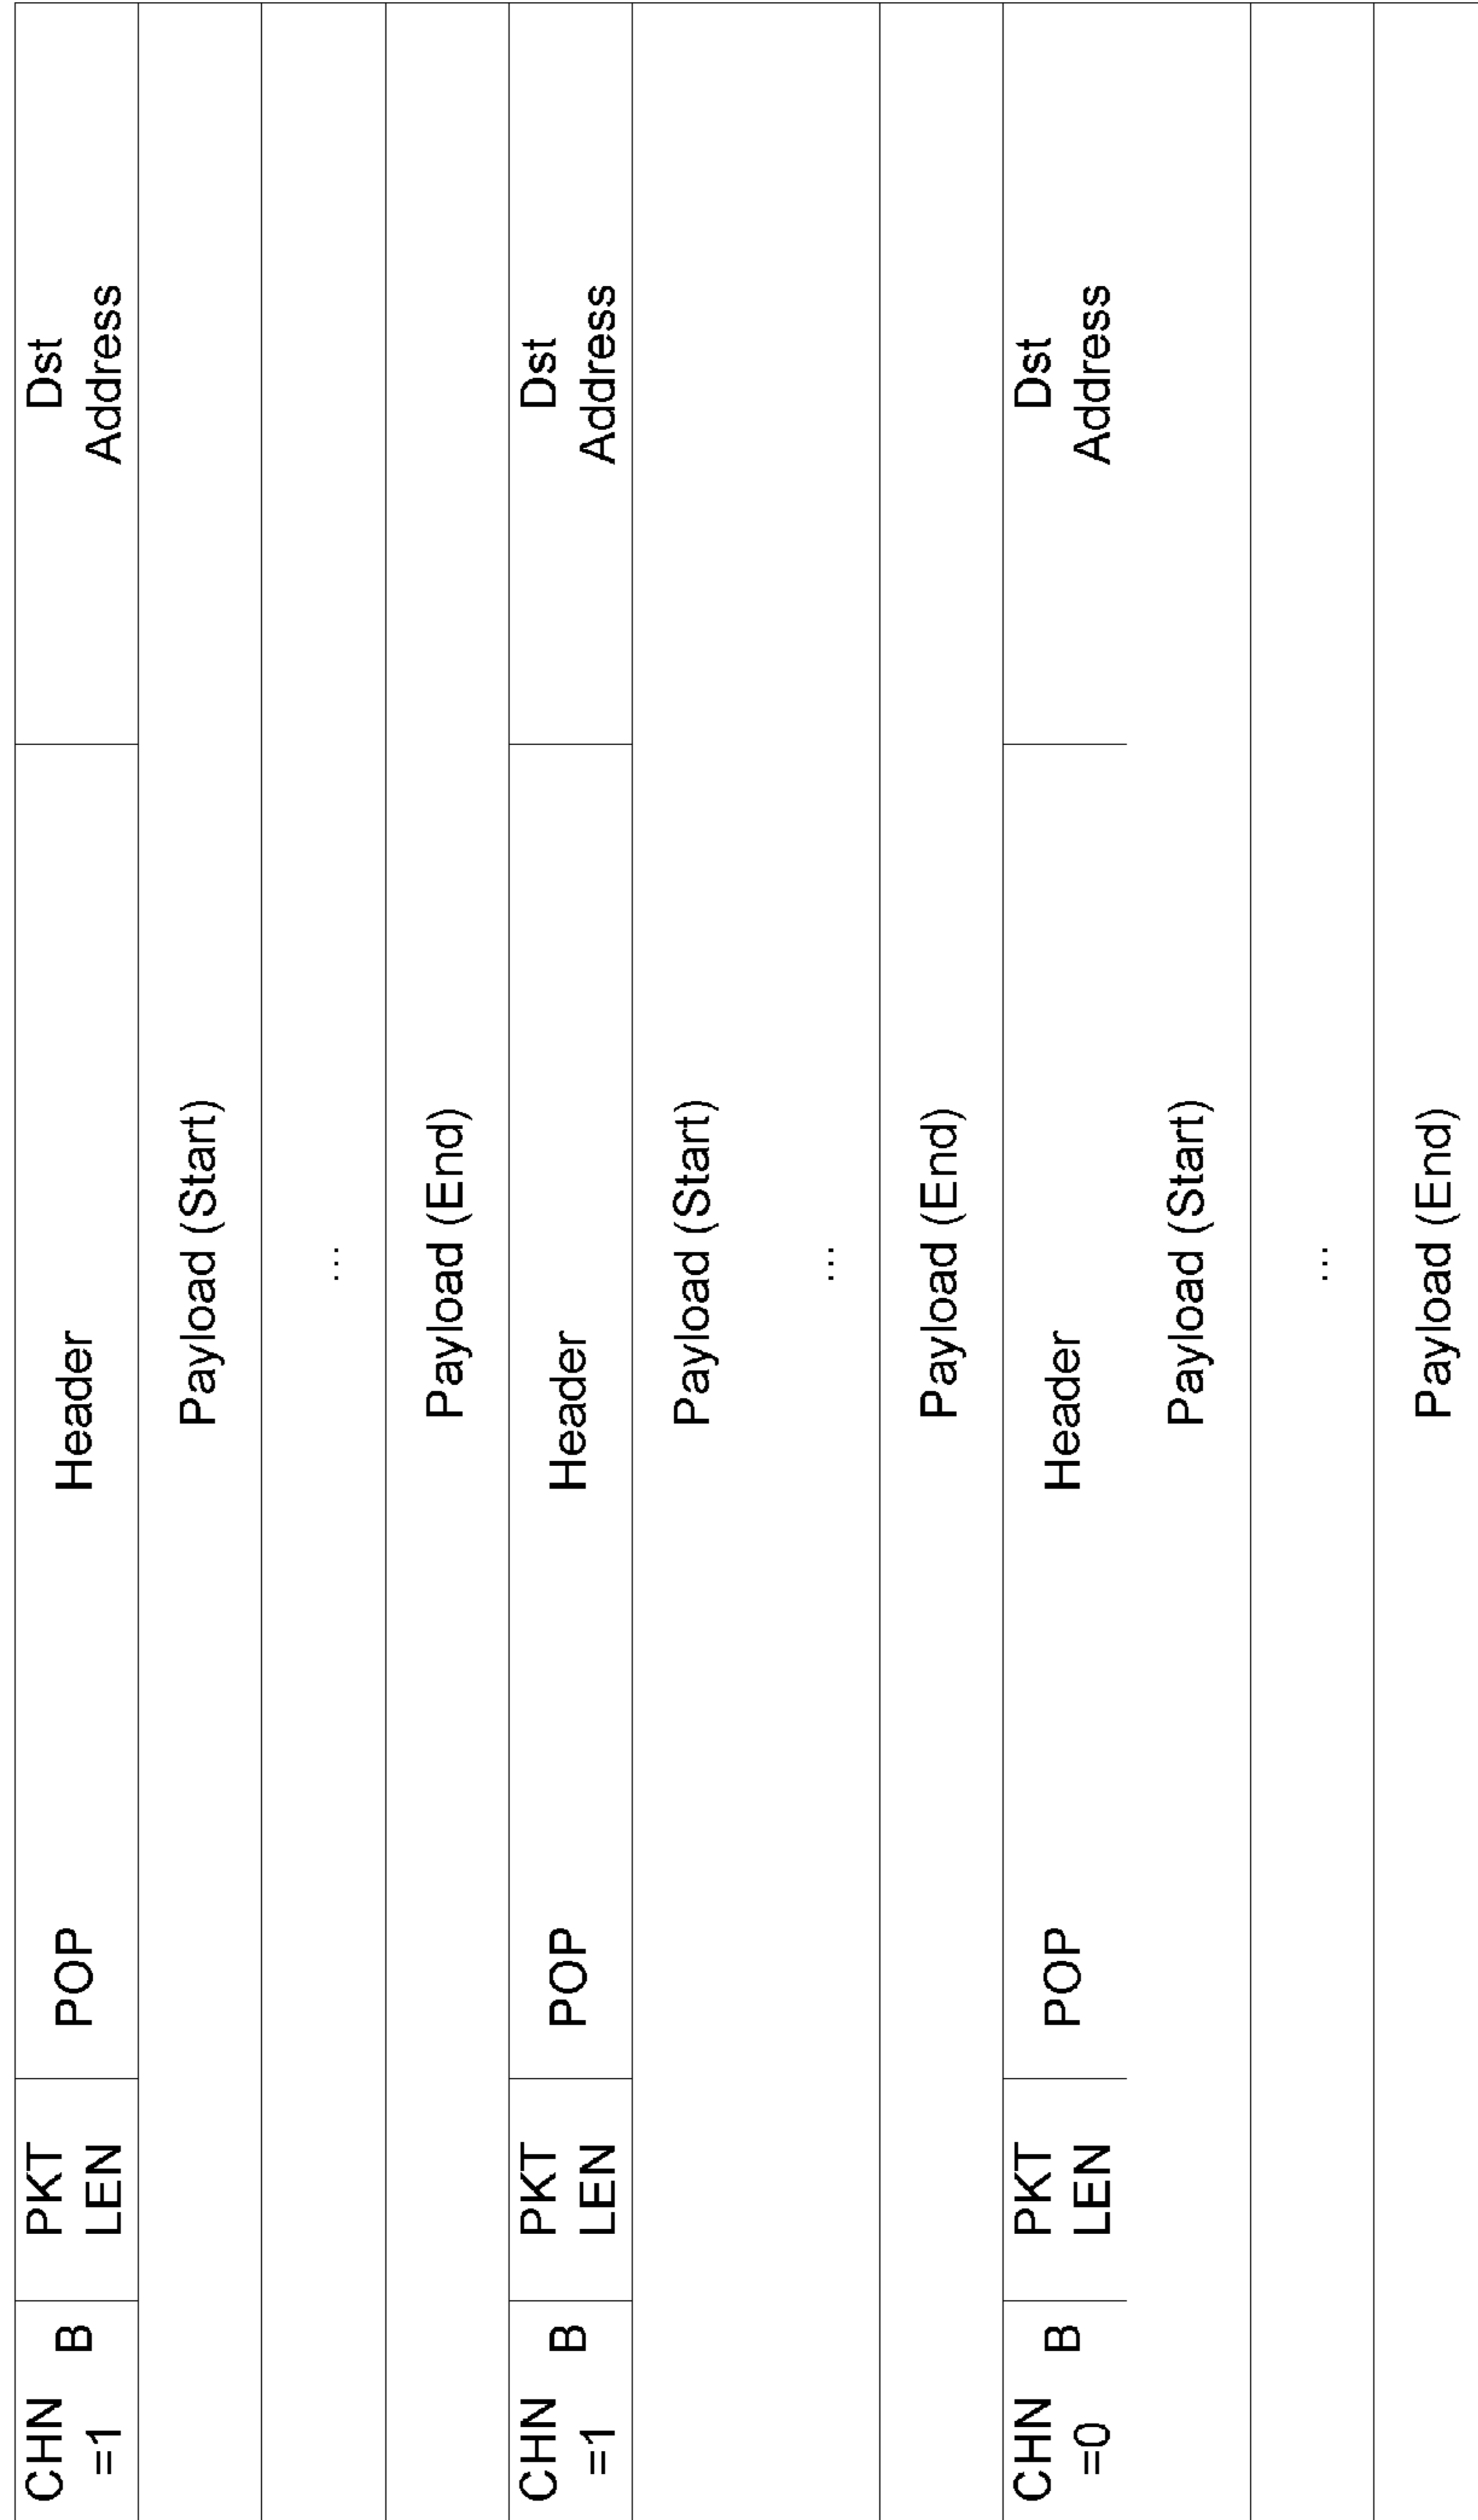 CHN
=1
B
PKT
LEN
POP
Header
Dst
Address
Payload (Start)
...
Payload (End)
CHN
=1
B
PKT
LEN
POP
Header
Dst
Address
Payload (Start)
...
Payload (End)
CHN
=0
B
PKT
LEN
POP
Header
Dst
Address
Payload (Start)
...
Payload (End)